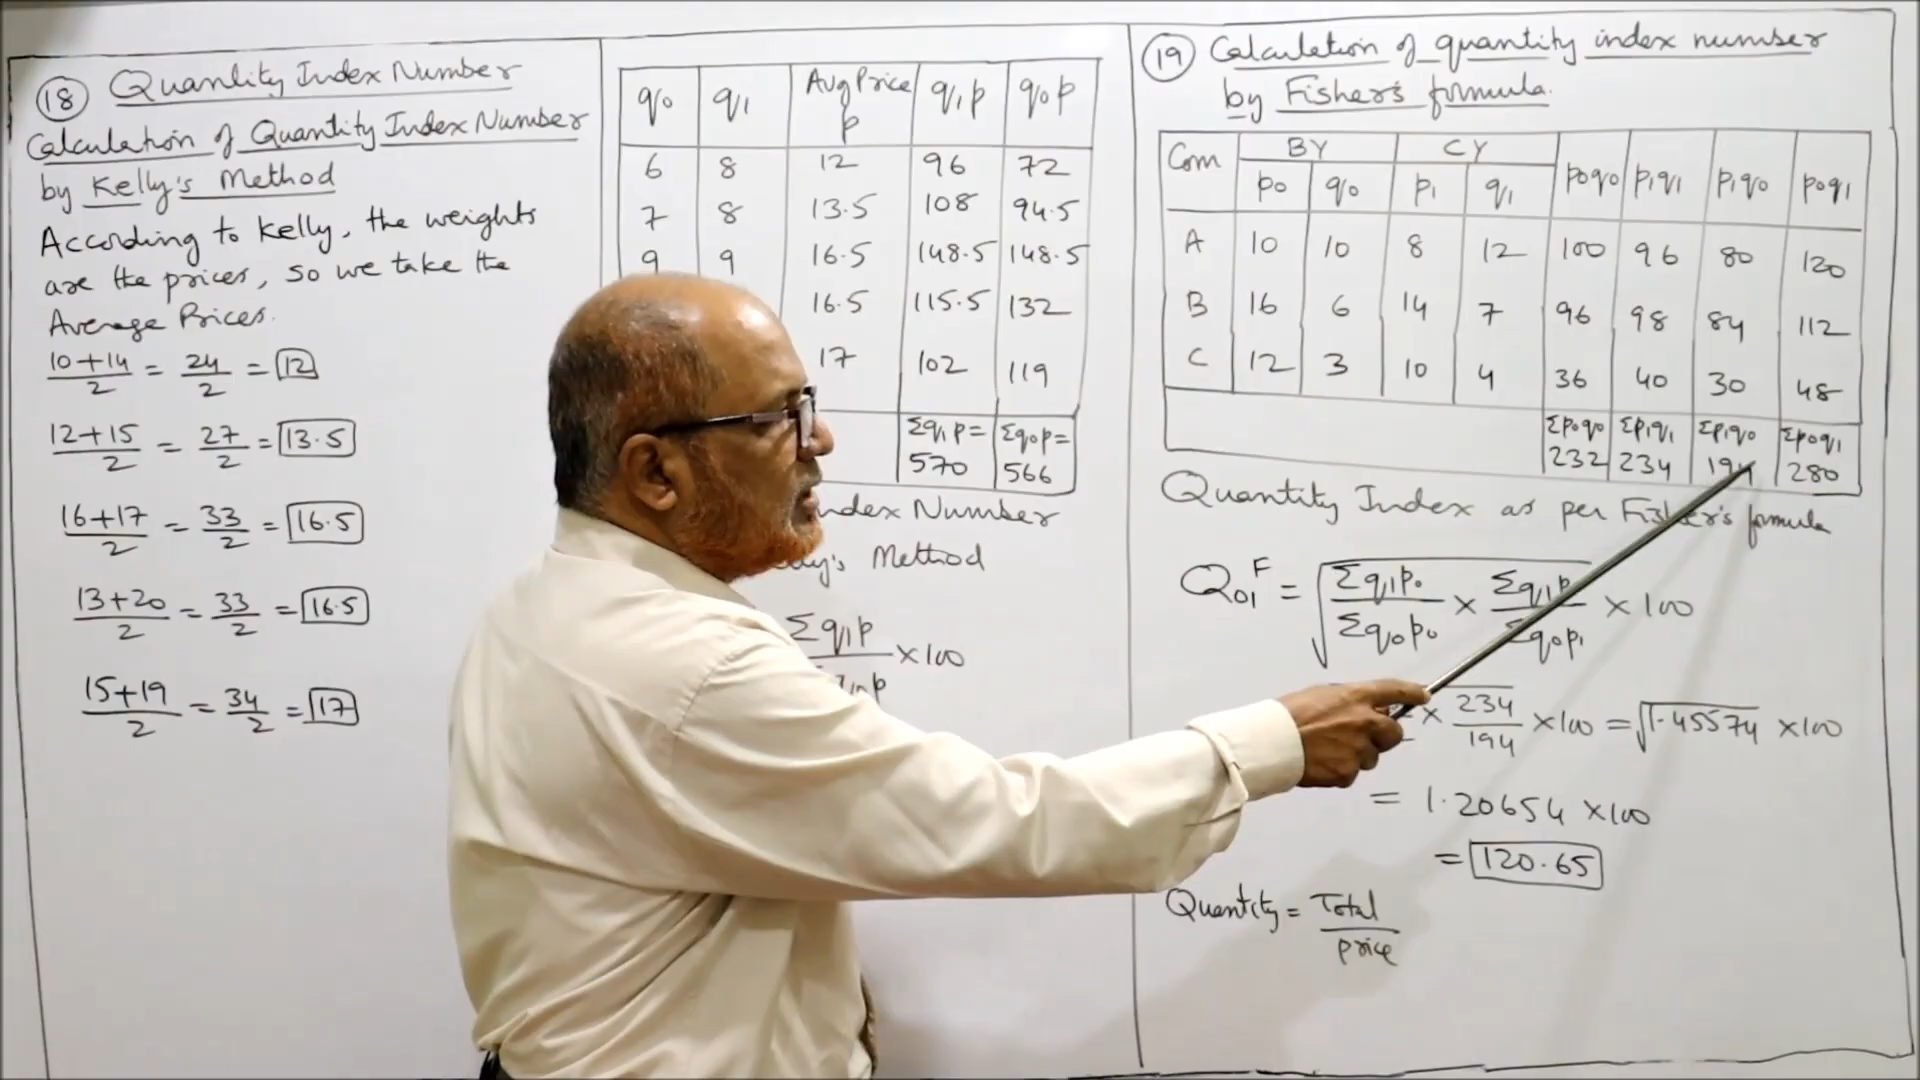 18 Quantity Index Number
Calculation of Quantity Index Number
by Kelly's Method
According to Kelly, the weights
are the prices, so we take the
Average Prices.
10+14/2 = 24/2 = 12
12+15/2 = 27/2 = 13.5
16+17/2 = 33/2 = 16.5
13+20/2 = 33/2 = 16.5
15+19/2 = 34/2 = 17
q0 q1 Avg Price p q1p q0p
6 8 12 96 72
7 8 13.5 108 94.5
9 9 16.5 148.5 148.5
16.5 115.5 132
17 102 119
Σq1p = Σq0p =
570 566
Index Number
Method
Σq1p ×100
19 Calculation of quantity index number
by Fisher's formula.
Com BY CY p0q0 p1q1 p1q0 p0q1
p0 q0 p1 q1
A 10 10 8 12 100 96 80 120
B 16 6 14 7 96 98 84 112
C 12 3 10 4 36 40 30 48
Σp0q0 Σp1q1 Σp1q0 Σp0q1
232 234 194 280
Quantity Index as per Fisher's formula
Q01^F = √Σq1p0/Σq0p0 × Σq1p/Σq0p1 ×100
× 234/194 ×100 = √1.45574 ×100
= 1.20654 ×100
= 120.65
Quantity = Total/price